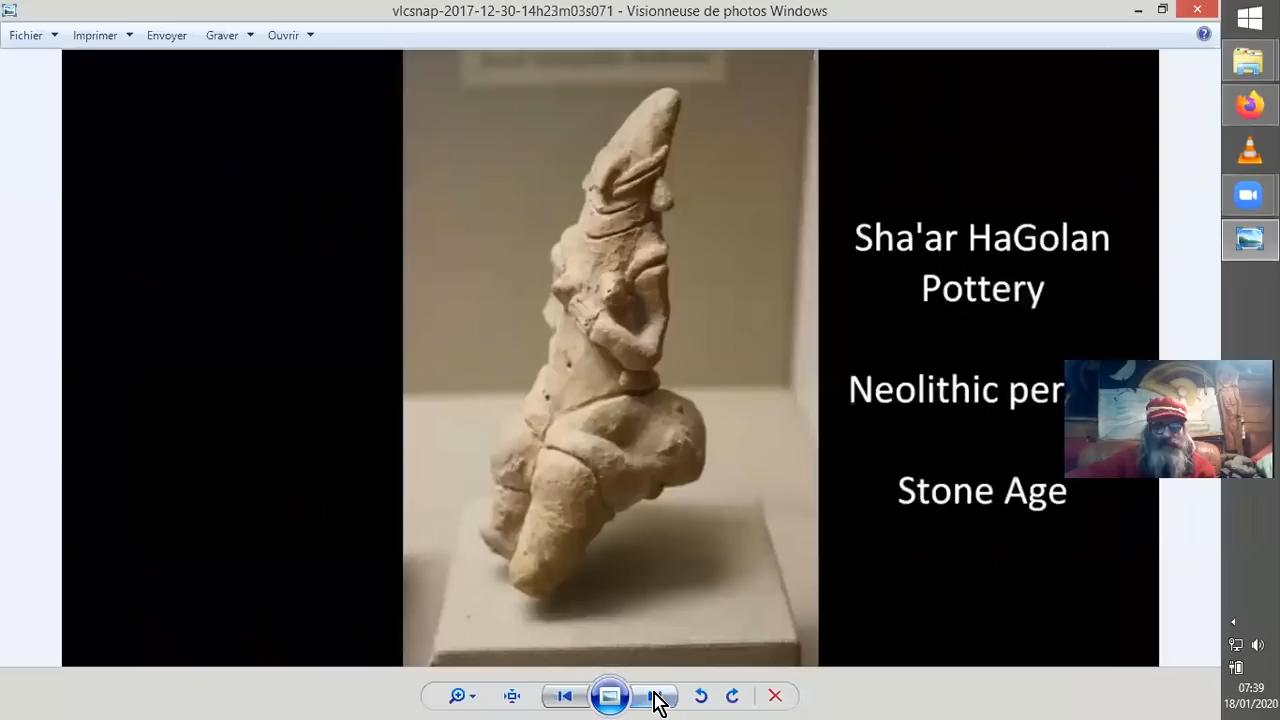 vlcsnap-2017-12-30-14h23m03s071 - Visionneuse de photos Windows
Fichier Imprimer Envoyer Graver Ouvrir
Sha'ar HaGolan
Pottery
Neolithic per
Stone Age
07:39
18/01/2020